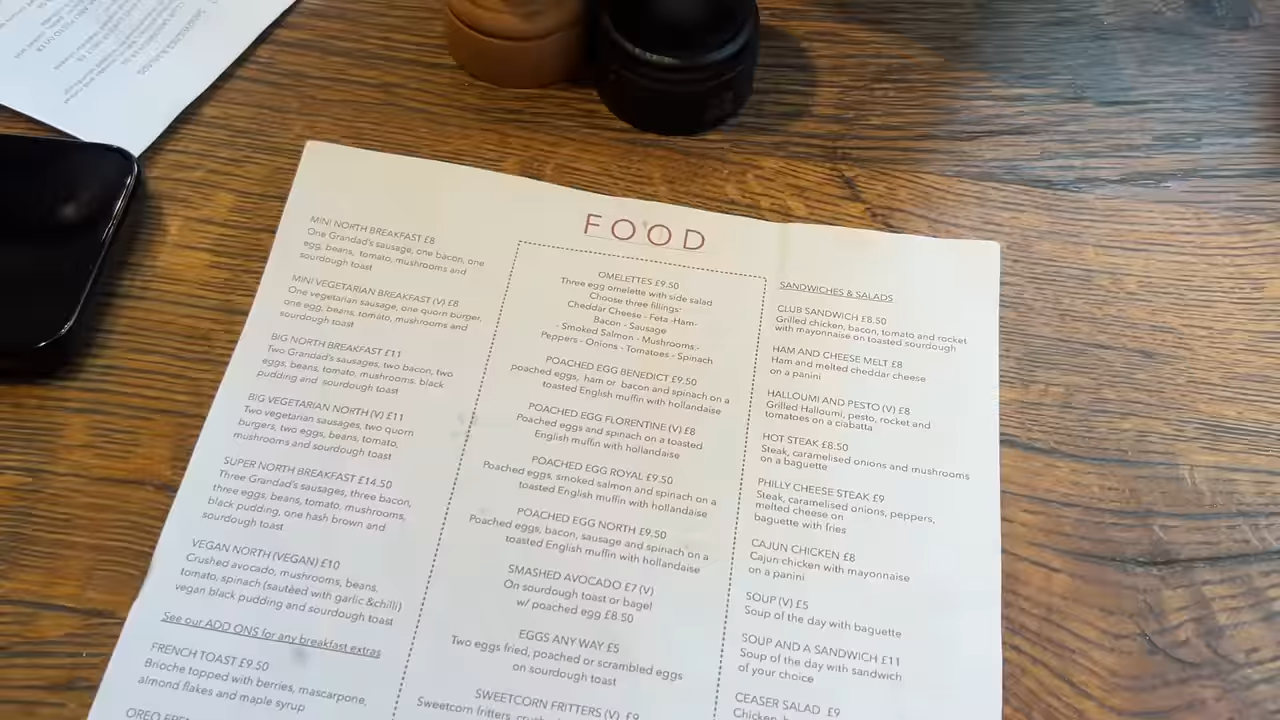 FOOD
MINI NORTH BREAKFAST £8
One Grandad's sausage, one bacon, one
egg, beans, tomato, mushrooms and
sourdough toast
MINI VEGETARIAN BREAKFAST (V) £8
One vegetarian sausage, one quorn burger,
one egg, beans, tomato, mushrooms and
sourdough toast
BIG NORTH BREAKFAST £11
Two Grandad's sausages, two bacon, two
eggs, beans, tomato, mushrooms. black
pudding and sourdough toast
BIG VEGETARIAN NORTH (V) £11
Two vegetarian sausages, two quorn
burgers, two eggs, beans, tomato,
mushrooms and sourdough toast
SUPER NORTH BREAKFAST £14.50
Three Grandad's sausages, three bacon,
three eggs, beans, tomato, mushrooms,
black pudding, one hash brown and
sourdough toast
VEGAN NORTH (VEGAN) £10
Crushed avocado, mushrooms, beans,
tomato, spinach (sautéed with garlic &chilli)
vegan black pudding and sourdough toast
See our ADD ONS for any breakfast extras
FRENCH TOAST £9.50
Brioche topped with berries, mascarpone,
almond flakes and maple syrup
OREO
OMELETTES £9.50
Three egg omelette with side salad
Choose three fillings:
Cheddar Cheese - Feta -Ham-
Bacon - Sausage
- Smoked Salmon - Mushrooms -
Peppers - Onions - Tomatoes - Spinach
POACHED EGG BENEDICT £9.50
poached eggs, ham or bacon and spinach on a
toasted English muffin with hollandaise
POACHED EGG FLORENTINE (V) £8
Poached eggs and spinach on a toasted
English muffin with hollandaise
POACHED EGG ROYAL £9.50
Poached eggs, smoked salmon and spinach on a
toasted English muffin with hollandaise
POACHED EGG NORTH £9.50
Poached eggs, bacon, sausage and spinach on a
toasted English muffin with hollandaise
SMASHED AVOCADO £7 (V)
On sourdough toast or bagel
w/ poached egg £8.50
EGGS ANY WAY £5
Two eggs fried, poached or scrambled eggs
on sourdough toast
SWEETCORN FRITTERS (V) £9
Sweetcorn fritters,
SANDWICHES & SALADS
CLUB SANDWICH £8.50
Grilled chicken, bacon, tomato and rocket
with mayonnaise on toasted sourdough
HAM AND CHEESE MELT £8
Ham and melted cheddar cheese
on a panini
HALLOUMI AND PESTO (V) £8
Grilled Halloumi, pesto, rocket and
tomatoes on a ciabatta
HOT STEAK £8.50
Steak, caramelised onions and mushrooms
on a baguette
PHILLY CHEESE STEAK £9
Steak, caramelised onions, peppers,
melted cheese on
baguette with fries
CAJUN CHICKEN £8
Cajun chicken with mayonnaise
on a panini
SOUP (V) £5
Soup of the day with baguette
SOUP AND A SANDWICH £11
Soup of the day with sandwich
of your choice
CEASER SALAD £9
Chicken,